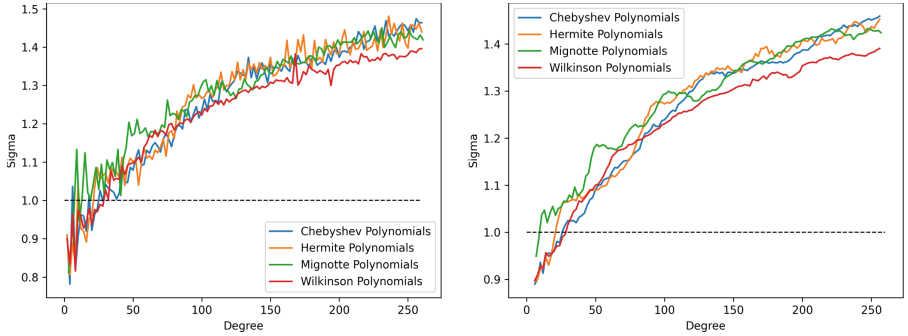 1.5
1.4
1.3
1.2
1.1
1.0
0.9
0.8
Sigma
0 50 100 150 200 250
Degree
Chebyshev Polynomials
Hermite Polynomials
Mignotte Polynomials
Wilkinson Polynomials
1.4
1.3
1.2
1.1
1.0
0.9
Sigma
0 50 100 150 200 250
Degree
Chebyshev Polynomials
Hermite Polynomials
Mignotte Polynomials
Wilkinson Polynomials